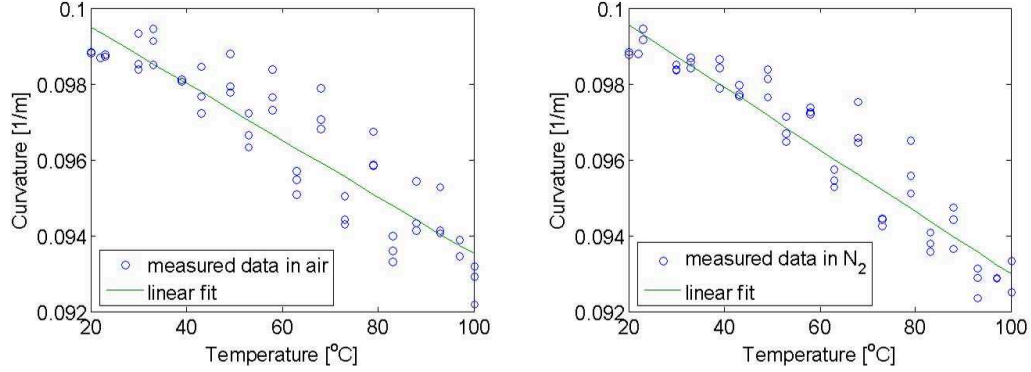 0.1
0.098
0.096
0.094
0.092
Curvature [1/m]
measured data in air
linear fit
20 40 60 80 100
Temperature [°C]
0.1
0.098
0.096
0.094
0.092
Curvature [1/m]
measured data in N₂
linear fit
20 40 60 80 100
Temperature [°C]